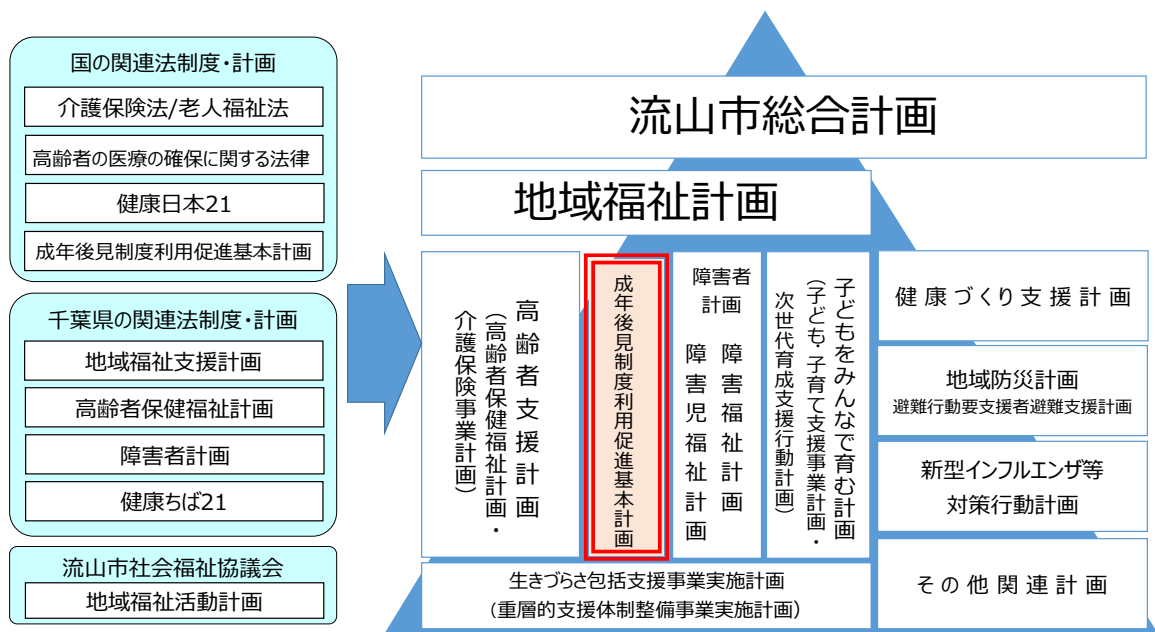 国の関連法制度・計画
介護保険法/老人福祉法
高齢者の医療の確保に関する法律
健康日本21
成年後見制度利用促進基本計画
千葉県の関連法制度・計画
地域福祉支援計画
高齢者保健福祉計画
障害者計画
健康ちば21
流山市社会福祉協議会
地域福祉活動計画
流山市総合計画
地域福祉計画
高齢者支援計画
(高齢者保健福祉計画・
介護保険事業計画)
成年後見制度利用促進基本計画
障害者
計画
障害福祉計画
障害児福祉計画
子どもをみんなで育む計画
(子ども・子育て支援事業計画・
次世代育成支援行動計画)
生きづらさ包括支援事業実施計画
(重層的支援体制整備事業実施計画)
健康づくり支援計画
地域防災計画
避難行動要支援者避難支援計画
新型インフルエンザ等
対策行動計画
その他関連計画